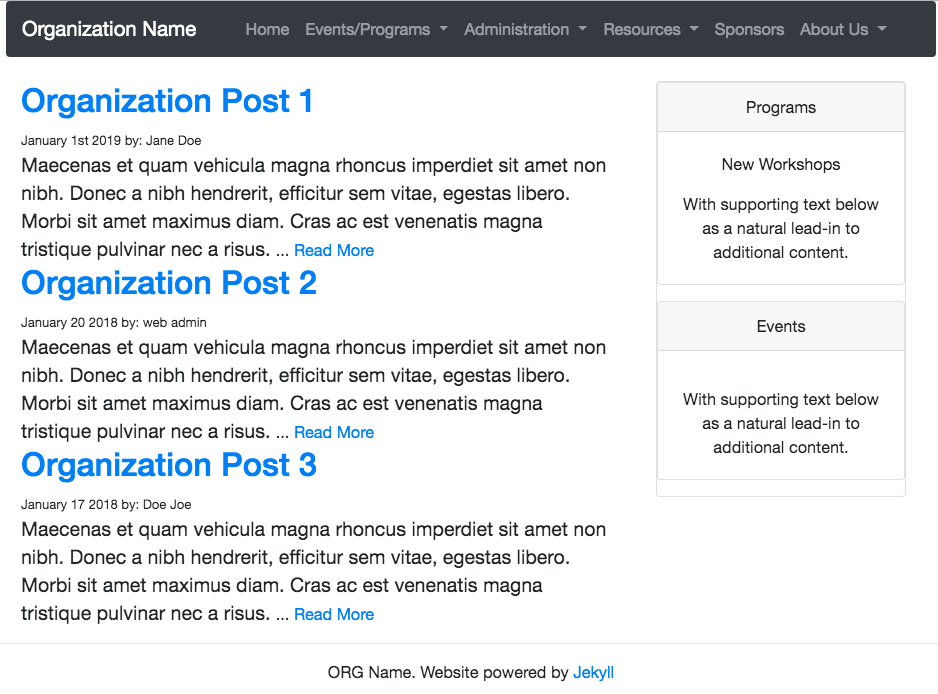 Organization Name Home Events/Programs Administration Resources Sponsors About Us
Organization Post 1
January 1st 2019 by: Jane Doe
Maecenas et quam vehicula magna rhoncus imperdiet sit amet non
nibh. Donec a nibh hendrerit, efficitur sem vitae, egestas libero.
Morbi sit amet maximus diam. Cras ac est venenatis magna
tristique pulvinar nec a risus. ... Read More
Organization Post 2
January 20 2018 by: web admin
Maecenas et quam vehicula magna rhoncus imperdiet sit amet non
nibh. Donec a nibh hendrerit, efficitur sem vitae, egestas libero.
Morbi sit amet maximus diam. Cras ac est venenatis magna
tristique pulvinar nec a risus. ... Read More
Organization Post 3
January 17 2018 by: Doe Joe
Maecenas et quam vehicula magna rhoncus imperdiet sit amet non
nibh. Donec a nibh hendrerit, efficitur sem vitae, egestas libero.
Morbi sit amet maximus diam. Cras ac est venenatis magna
tristique pulvinar nec a risus. ... Read More
Programs
New Workshops
With supporting text below
as a natural lead-in to
additional content.
Events
With supporting text below
as a natural lead-in to
additional content.
ORG Name. Website powered by Jekyll